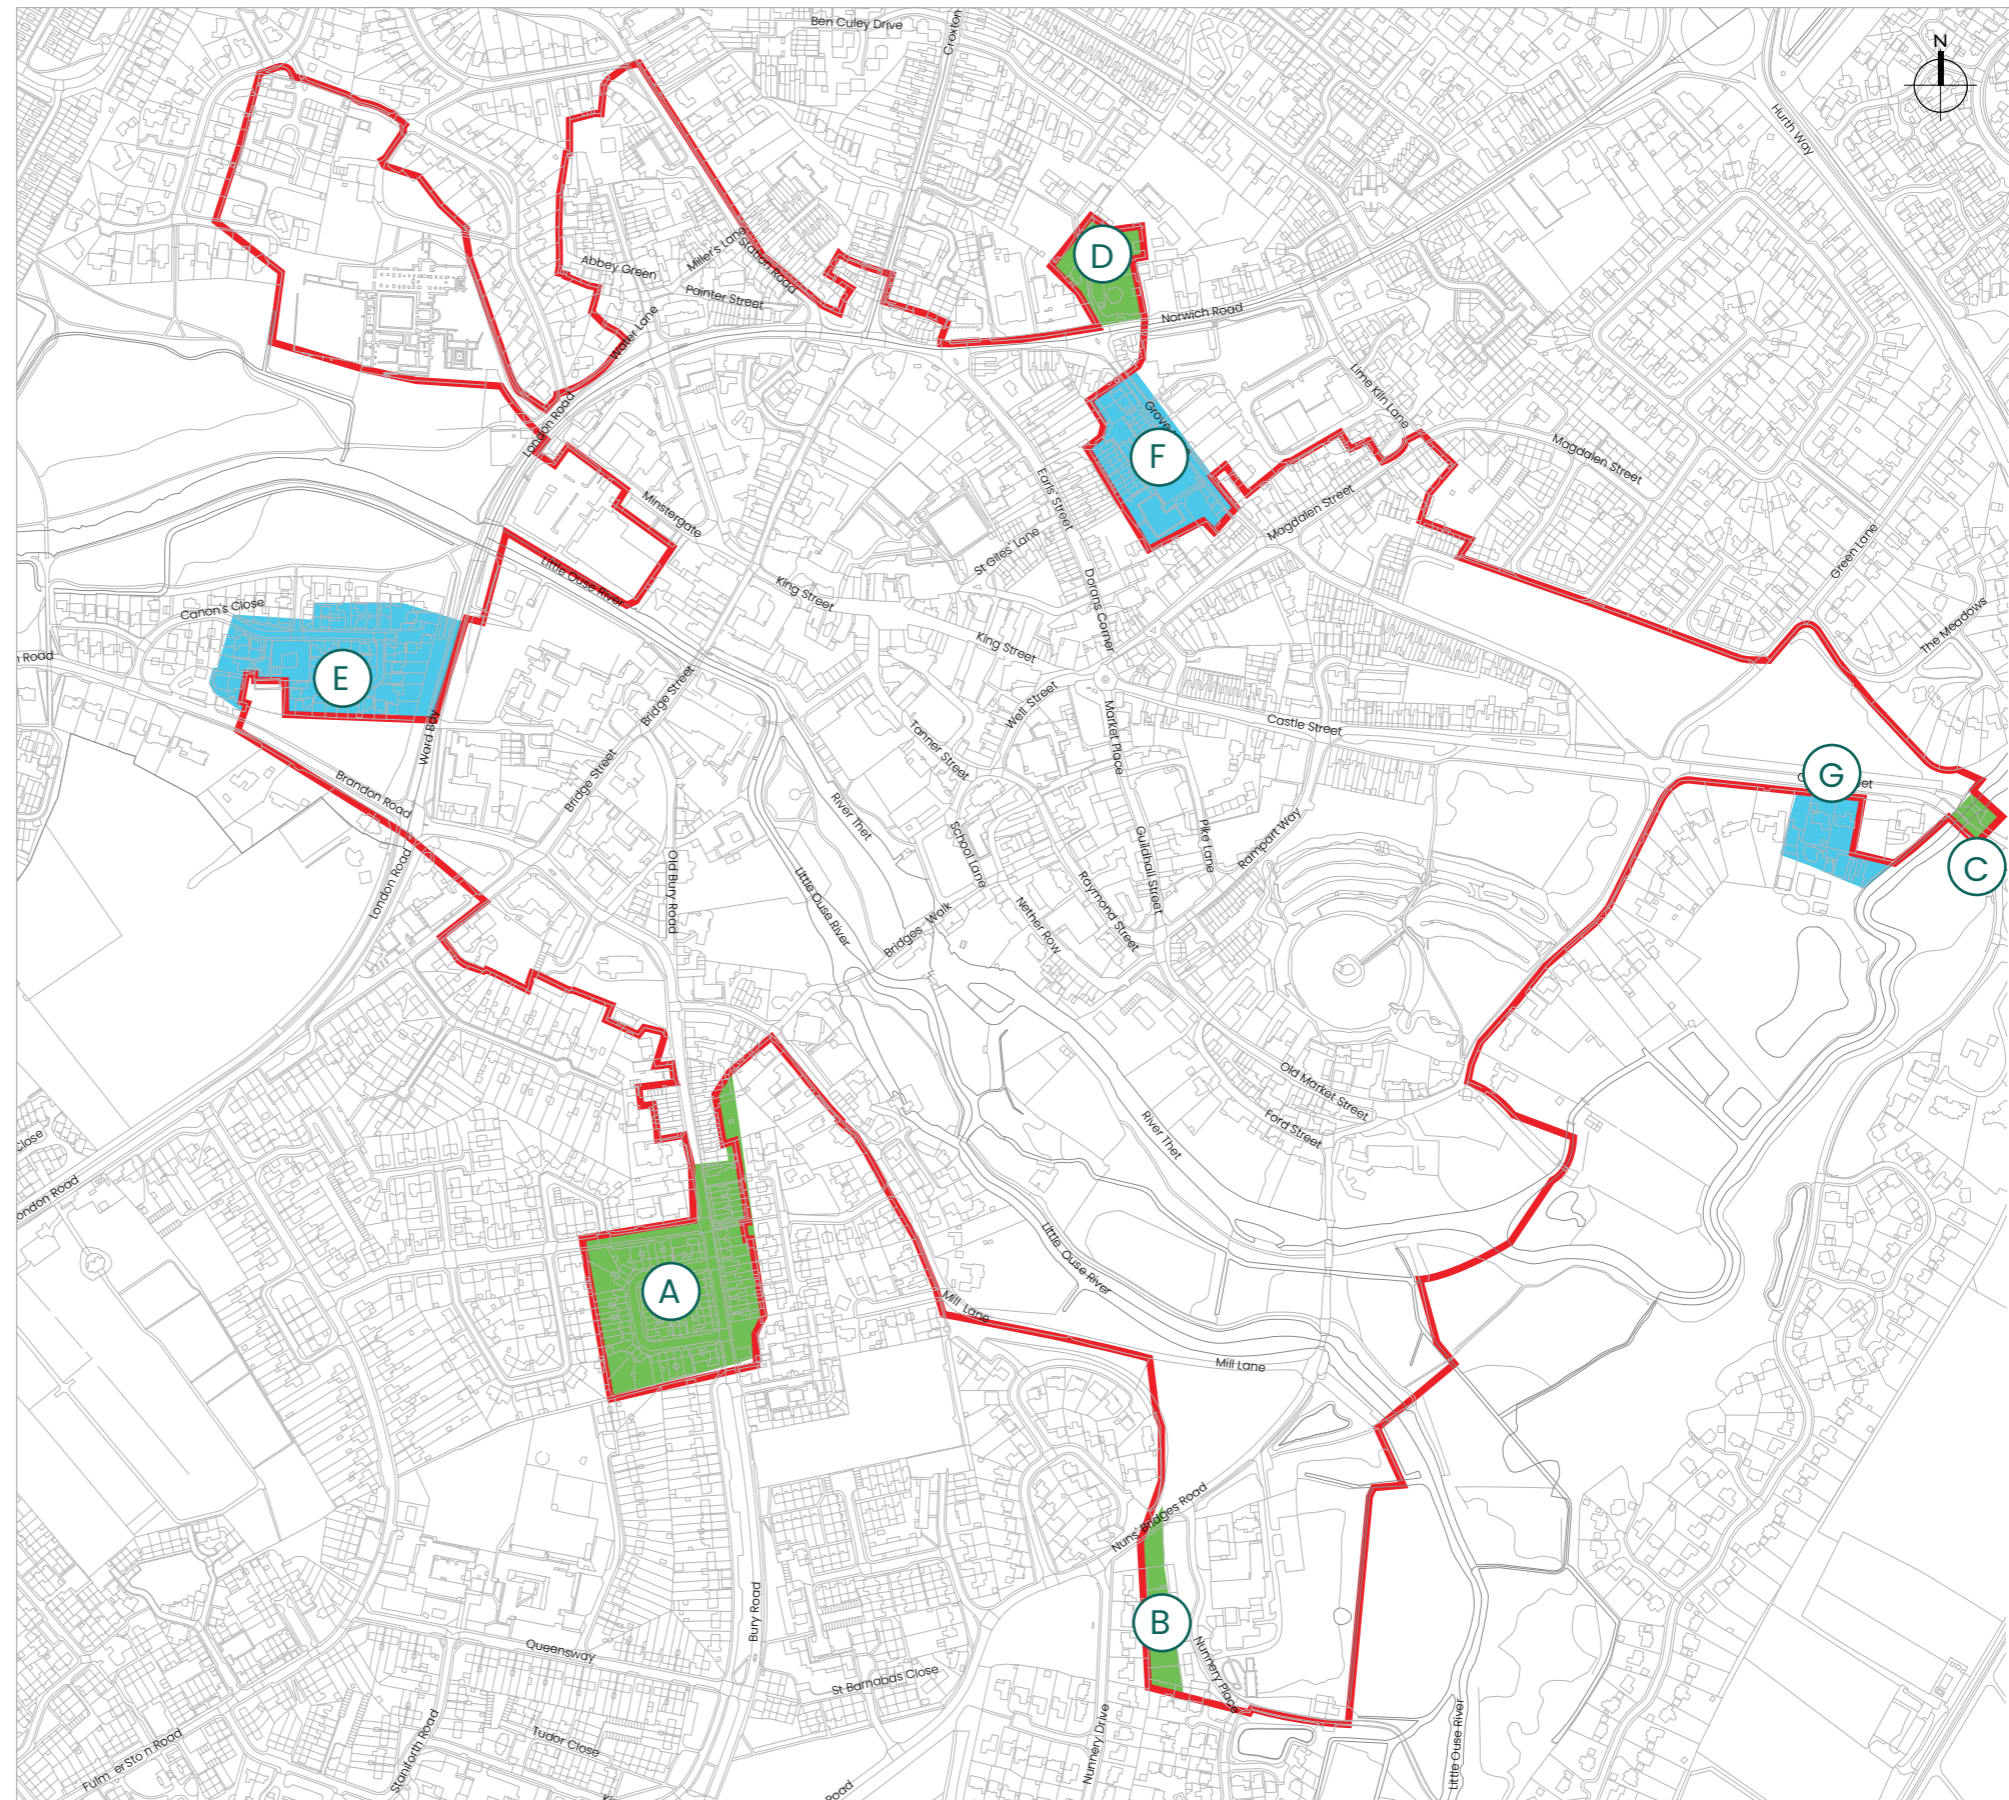 Ben Culey Drive
Croxton
N
Hurth Way
Miller's Lane
Station Road
Abbey Green
Painter Street
D
Norwich Road
Water Lane
Lime Kiln Lane
London Road
Grove
F
Magdalen Street
Earls' Street
Minstergate
Magdalen Street
St Giles' Lane
Green Lane
Little Ouse River
King Street
Dorans Corner
Canon's Close
King Street
The Meadows
Road
E
Bridge Street
Well Street
Market Place
Castle Street
Ward Bay
Tanner Street
Bridge Street
G
Brandon Road
River Thet
School Lane
Guildhall Street
Pike Lane
Rampart Way
C
London Road
Old Bury Road
Little Ouse River
Bridges Walk
Nether Row
Raymond Street
Old Market Street
Ford Street
River Thet
Close
London Road
A
Little Ouse River
Mill Lane
Mill Lane
Nuns' Bridges Road
B
Bury Road
Queensway
St Barnabas Close
Nunnery Place
Nunnery Drive
Little Ouse River
Staniforth Road
Tudor Close
Fulm erSto n Road
Road